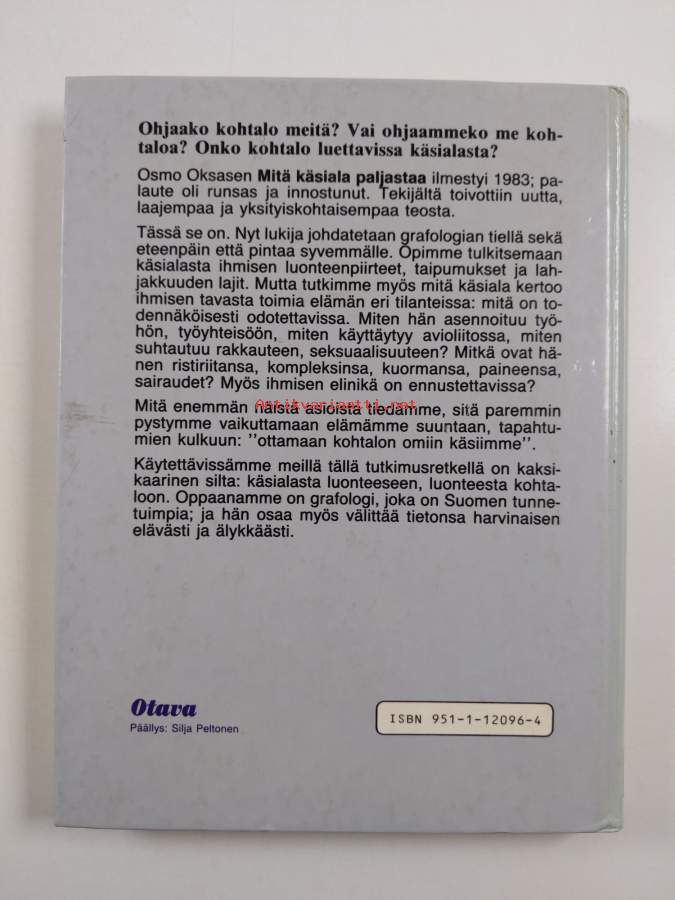 Ohjaako kohtalo meitä? Vai ohjaammeko me koh-
taloa? Onko kohtalo luettavissa käsialasta?
Osmo Oksasen Mitä käsiala paljastaa ilmestyi 1983; pa-
laute oli runsas ja innostunut. Tekijältä toivottiin uutta,
laajempaa ja yksityiskohtaisempaa teosta.
Tässä se on. Nyt lukija johdatetaan grafologian tiellä sekä
eteenpäin että pintaa syvemmälle. Opimme tulkitsemaan
käsialasta ihmisen luonteenpiirteet, taipumukset ja lah-
jakkuuden lajit. Mutta tutkimme myös mitä käsiala kertoo
ihmisen tavasta toimia elämän eri tilanteissa: mitä on to-
dennäköisesti odotettavissa. Miten hän asennoituu työ-
hön, työyhteisöön, miten käyttäytyy avioliitossa, miten
suhtautuu rakkauteen, seksuaalisuuteen? Mitkä ovat hä-
nen ristiriitansa, kompleksinsa, kuormansa, paineensa,
sairaudet? Myös ihmisen elinikä on ennustettavissa?
Antikvariaatti.net
Mitä enemmän näistä asioista tiedämme, sitä paremmin
pystymme vaikuttamaan elämämme suuntaan, tapahtu-
mien kulkuun: ”ottamaan kohtalon omiin käsiimme”.
Käytettävissämme meillä tällä tutkimusretkellä on kaksi-
kaarinen silta: käsialasta luonteeseen, luonteesta kohta-
loon. Oppaanamme on grafologi, joka on Suomen tunne-
tuimpia; ja hän osaa myös välittää tietonsa harvinaisen
elävästi ja älykkäästi.
Otava
Päällys: Silja Peltonen
ISBN 951-1-12096-4